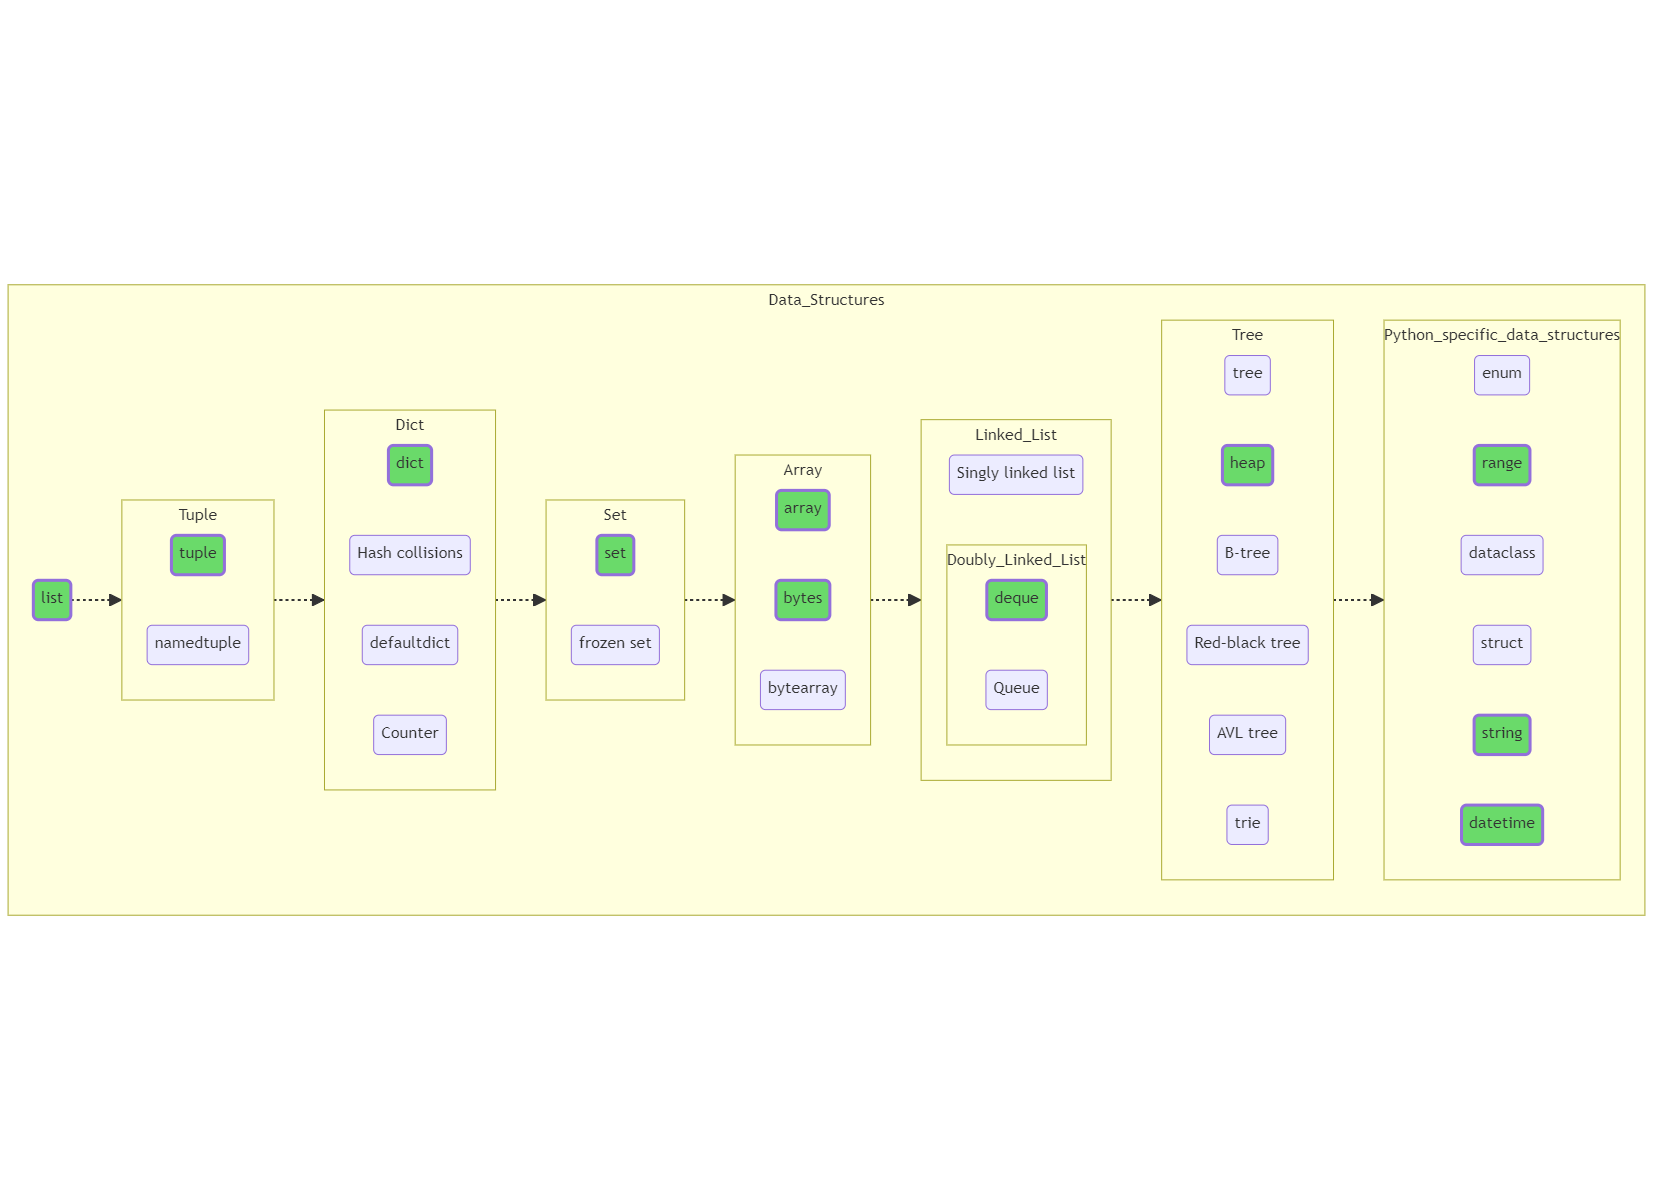 Data_Structures
list
Tuple
tuple
namedtuple
Dict
dict
Hash collisions
defaultdict
Counter
Set
set
frozen set
Array
array
bytes
bytearray
Linked_List
Singly linked list
Doubly_Linked_List
deque
Queue
Tree
tree
heap
B-tree
Red-black tree
AVL tree
trie
Python_specific_data_structures
enum
range
dataclass
struct
string
datetime